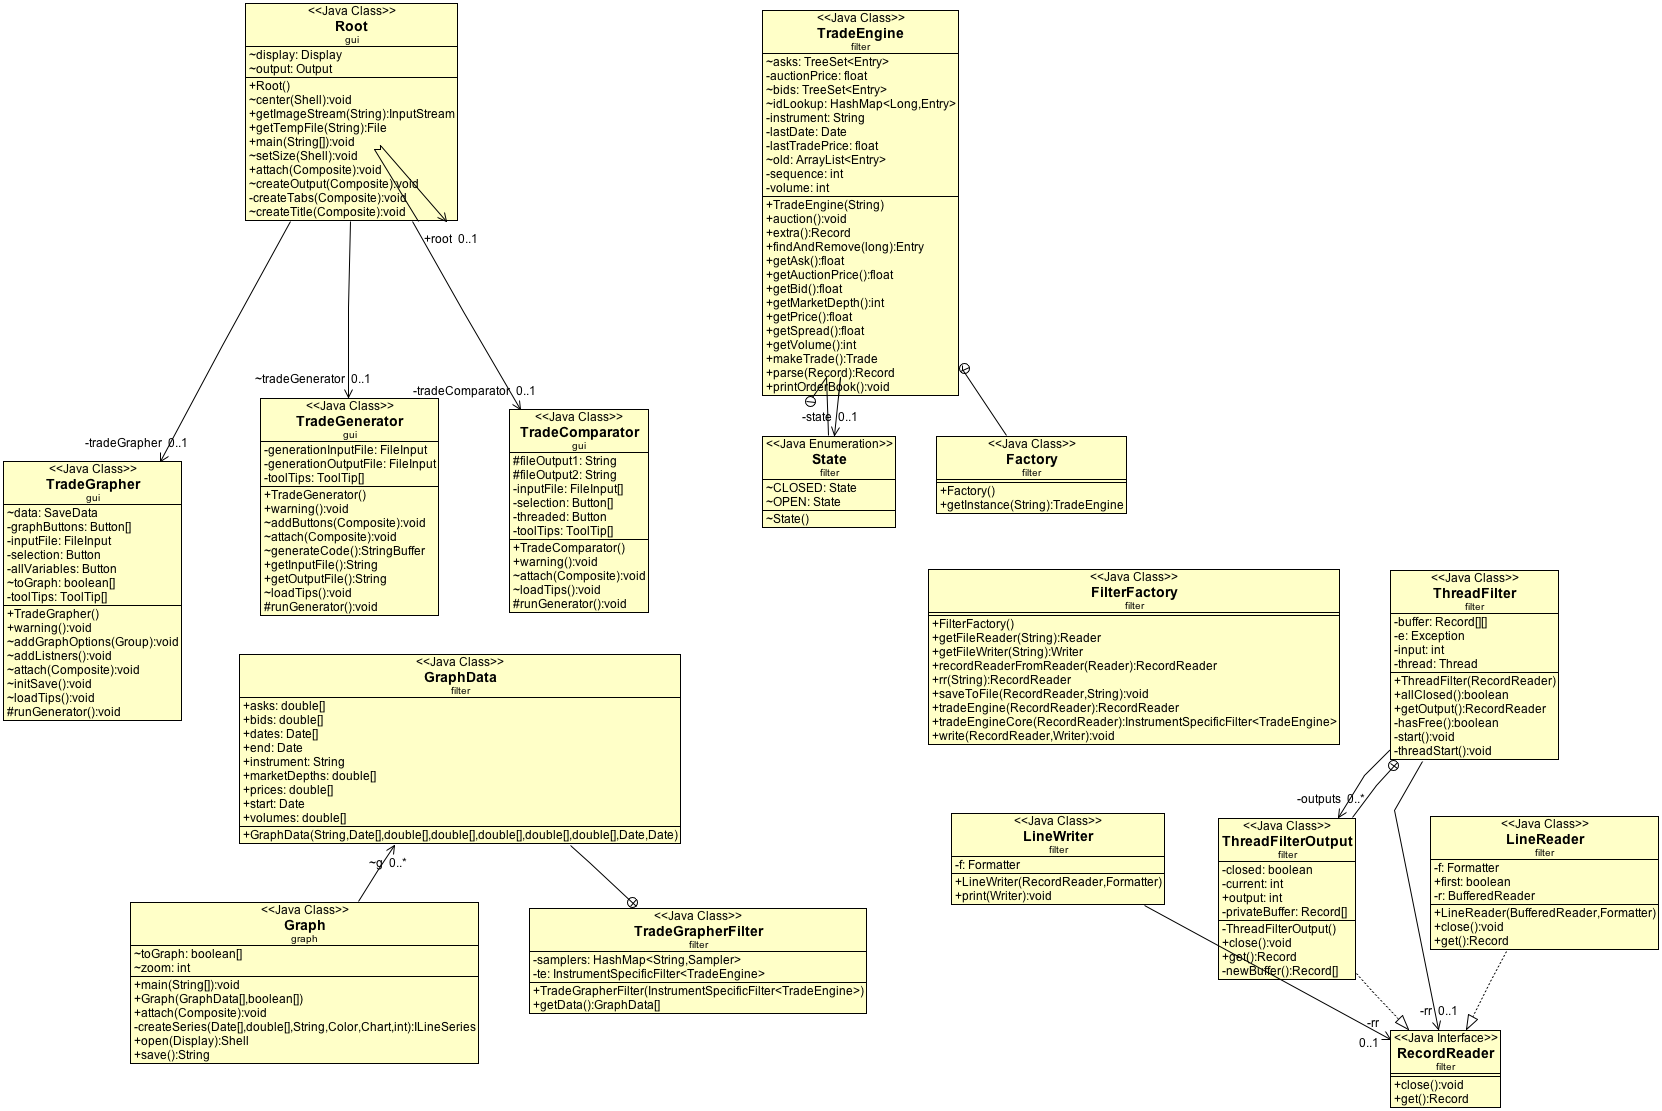 <<Java Class>>
Root
gui
~display: Display
~output: Output
+Root()
~center(Shell):void
+getImageStream(String):InputStream
+getTempFile(String):File
+main(String[]):void
~setSize(Shell):void
+attach(Composite):void
~createOutput(Composite):void
-createTabs(Composite):void
~createTitle(Composite):void
+root 0..1
~tradeGenerator 0..1
-tradeComparator 0..1
-tradeGrapher 0..1
<<Java Class>>
TradeGrapher
gui
~data: SaveData
-graphButtons: Button[]
-inputFile: FileInput
-selection: Button
-allVariables: Button
~toGraph: boolean[]
-toolTips: ToolTip[]
+TradeGrapher()
+warning():void
~addGraphOptions(Group):void
~addListners():void
~attach(Composite):void
~initSave():void
~loadTips():void
#runGenerator():void
<<Java Class>>
TradeGenerator
gui
-generationInputFile: FileInput
-generationOutputFile: FileInput
-toolTips: ToolTip[]
+TradeGenerator()
+warning():void
~addButtons(Composite):void
~attach(Composite):void
~generateCode():StringBuffer
+getInputFile():String
+getOutputFile():String
~loadTips():void
#runGenerator():void
<<Java Class>>
TradeComparator
gui
#fileOutput1: String
#fileOutput2: String
-inputFile: FileInput[]
-selection: Button[]
-threaded: Button
-toolTips: ToolTip[]
+TradeComparator()
+warning():void
~attach(Composite):void
~loadTips():void
#runGenerator():void
<<Java Class>>
TradeEngine
filter
~asks: TreeSet<Entry>
-auctionPrice: float
~bids: TreeSet<Entry>
~idLookup: HashMap<Long,Entry>
-instrument: String
-lastDate: Date
-lastTradePrice: float
~old: ArrayList<Entry>
-sequence: int
-volume: int
+TradeEngine(String)
+auction():void
+extra():Record
+findAndRemove(long):Entry
+getAsk():float
+getAuctionPrice():float
+getBid():float
+getMarketDepth():int
+getPrice():float
+getSpread():float
+getVolume():int
+makeTrade():Trade
+parse(Record):Record
+printOrderBook():void
-state 0..1
<<Java Enumeration>>
State
filter
~CLOSED: State
~OPEN: State
~State()
<<Java Class>>
Factory
filter
+Factory()
+getInstance(String):TradeEngine
<<Java Class>>
FilterFactory
filter
+FilterFactory()
+getFileReader(String):Reader
+getFileWriter(String):Writer
+recordReaderFromReader(Reader):RecordReader
+rr(String):RecordReader
+saveToFile(RecordReader,String):void
+tradeEngine(RecordReader):RecordReader
+tradeEngineCore(RecordReader):InstrumentSpecificFilter<TradeEngine>
+write(RecordReader,Writer):void
<<Java Class>>
ThreadFilter
filter
-buffer: Record[][]
-e: Exception
-input: int
-thread: Thread
+ThreadFilter(RecordReader)
+allClosed():boolean
+getOutput():RecordReader
-hasFree():boolean
-start():void
-threadStart():void
-outputs 0..*
<<Java Class>>
GraphData
filter
+asks: double[]
+bids: double[]
+dates: Date[]
+end: Date
+instrument: String
+marketDepths: double[]
+prices: double[]
+start: Date
+volumes: double[]
+GraphData(String,Date[],double[],double[],double[],double[],double[],Date,Date)
~g 0..*
<<Java Class>>
Graph
graph
~toGraph: boolean[]
~zoom: int
+main(String[]):void
+Graph(GraphData[],boolean[])
+attach(Composite):void
-createSeries(Date[],double[],String,Color,Chart,int):ILineSeries
+open(Display):Shell
+save():String
<<Java Class>>
TradeGrapherFilter
filter
-samplers: HashMap<String,Sampler>
-te: InstrumentSpecificFilter<TradeEngine>
+TradeGrapherFilter(InstrumentSpecificFilter<TradeEngine>)
+getData():GraphData[]
<<Java Class>>
LineWriter
filter
-f: Formatter
+LineWriter(RecordReader,Formatter)
+print(Writer):void
<<Java Class>>
ThreadFilterOutput
filter
-closed: boolean
-current: int
+output: int
-privateBuffer: Record[]
-ThreadFilterOutput()
+close():void
+get():Record
-newBuffer():Record[]
<<Java Class>>
LineReader
filter
-f: Formatter
+first: boolean
-r: BufferedReader
+LineReader(BufferedReader,Formatter)
+close():void
+get():Record
-rr 0..1
-rr
0..1
<<Java Interface>>
RecordReader
filter
+close():void
+get():Record